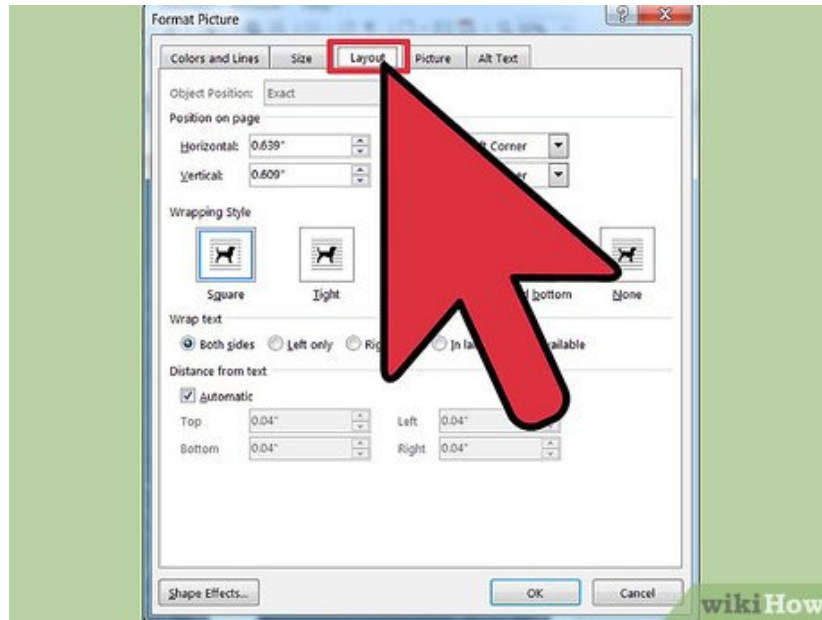 Format Picture
Colors and Lines Size Layout Picture Alt Text
Object Position: Exact
Position on page
Horizontal: 0.639"
Corner
Vertical: 0.609"
Wrapping Style
Square Tight bottom None
Wrap text
Both sides Left only In
Distance from text
Automatic
Top 0.04" Left 0.04"
Bottom 0.04" Right 0.04"
Shape Effects... OK Cancel
wikiHow